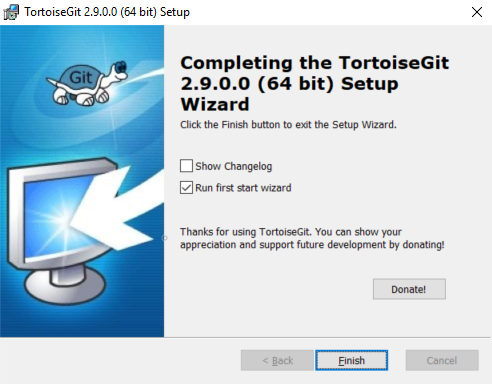 TortoiseGit 2.9.0.0 (64 bit) Setup
Git
Completing the TortoiseGit
2.9.0.0 (64 bit) Setup
Wizard
Click the Finish button to exit the Setup Wizard.
Show Changelog
Run first start wizard
Thanks for using TortoiseGit. You can show your
appreciation and support future development by donating!
Donate!
< Back
Finish
Cancel